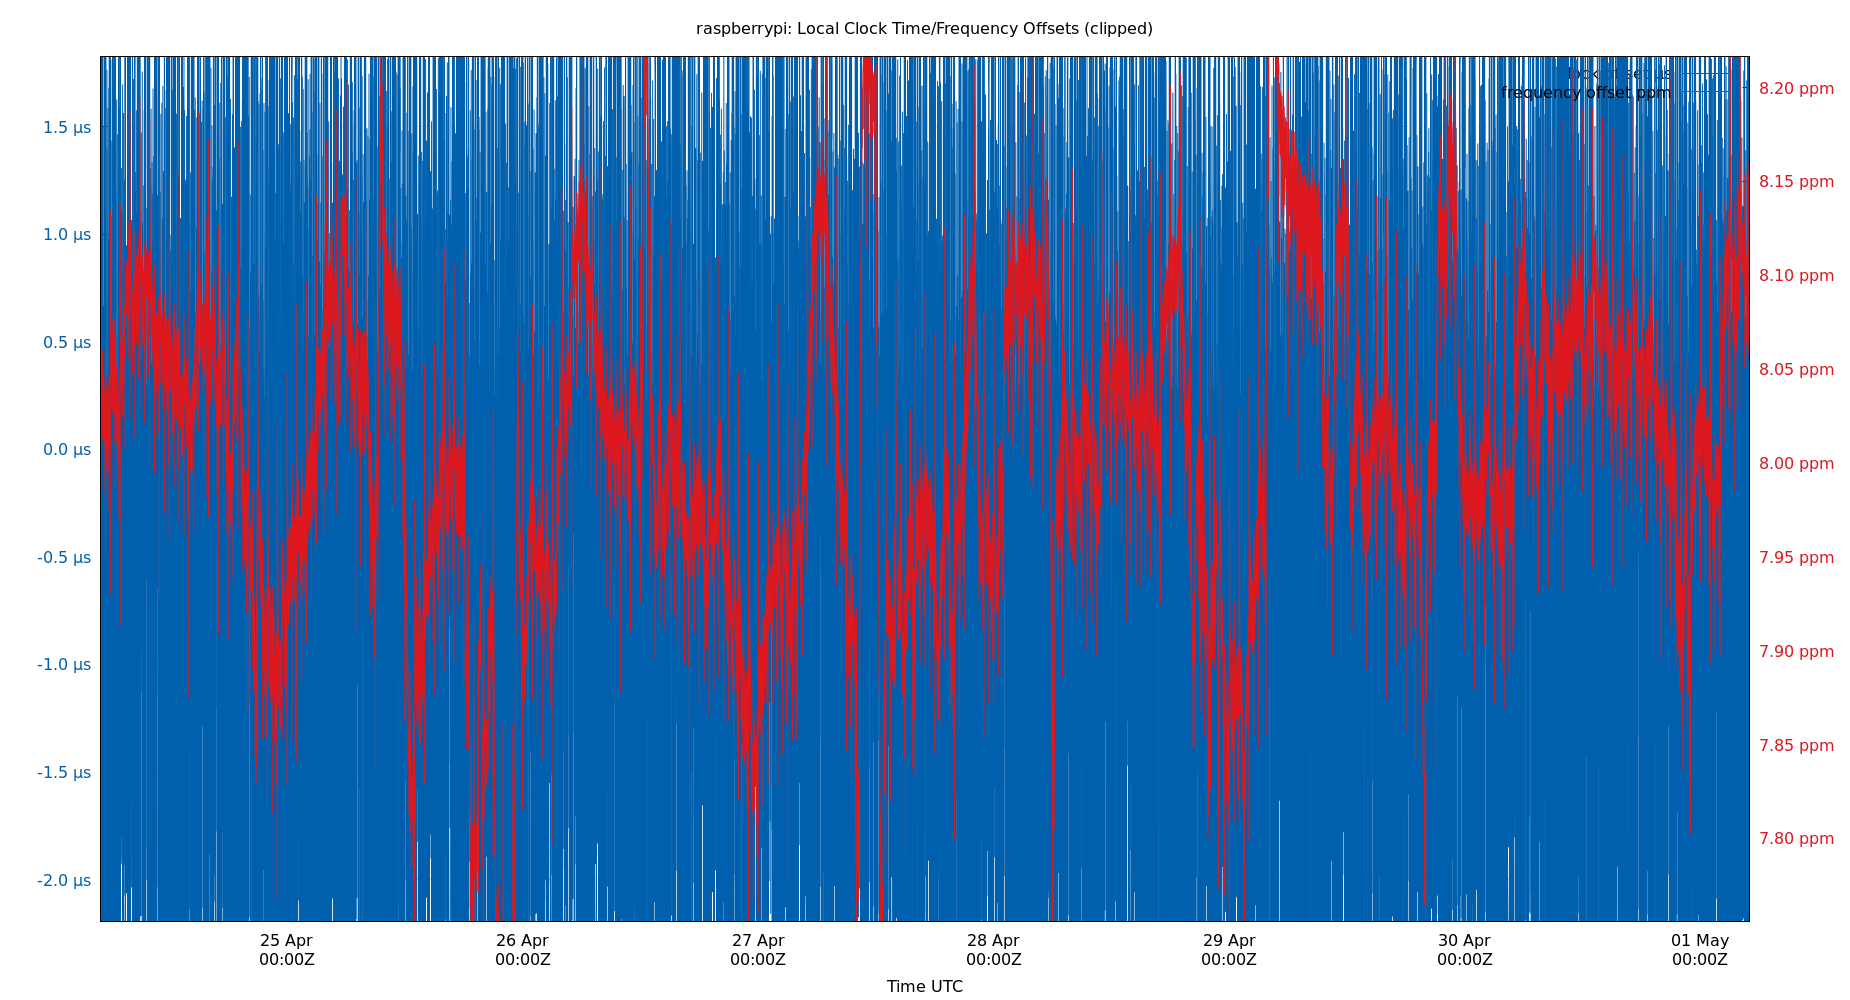 raspberrypi: Local Clock Time/Frequency Offsets (clipped)
frequency offset ppm
1.5 µs
1.0 µs
0.5 µs
0.0 µs
-0.5 µs
-1.0 µs
-1.5 µs
-2.0 µs
8.20 ppm
8.15 ppm
8.10 ppm
8.05 ppm
8.00 ppm
7.95 ppm
7.90 ppm
7.85 ppm
7.80 ppm
25 Apr 26 Apr 27 Apr 28 Apr 29 Apr 30 Apr 01 May
00:00Z 00:00Z 00:00Z 00:00Z 00:00Z 00:00Z 00:00Z
Time UTC